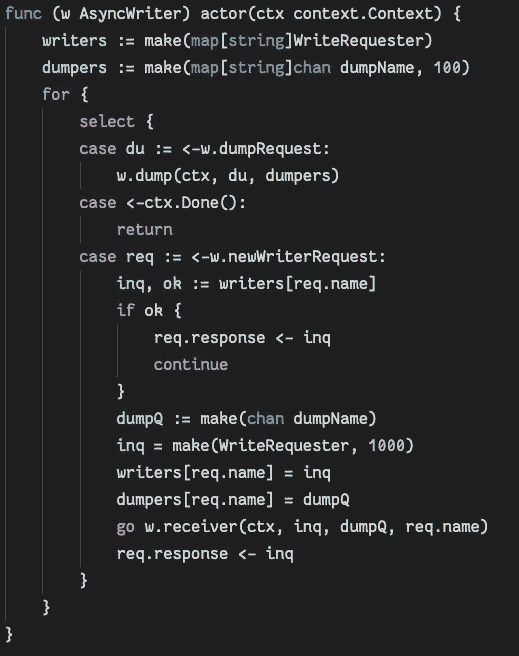 func (w AsyncWriter) actor(ctx context.Context) {
    writers := make(map[string]WriteRequester)
    dumpers := make(map[string]chan dumpName, 100)
    for {
        select {
        case du := <-w.dumpRequest:
            w.dump(ctx, du, dumpers)
        case <-ctx.Done():
            return
        case req := <-w.newWriterRequest:
            inq, ok := writers[req.name]
            if ok {
                req.response <- inq
                continue
            }
            dumpQ := make(chan dumpName)
            inq = make(WriteRequester, 1000)
            writers[req.name] = inq
            dumpers[req.name] = dumpQ
            go w.receiver(ctx, inq, dumpQ, req.name)
            req.response <- inq
        }
    }
}